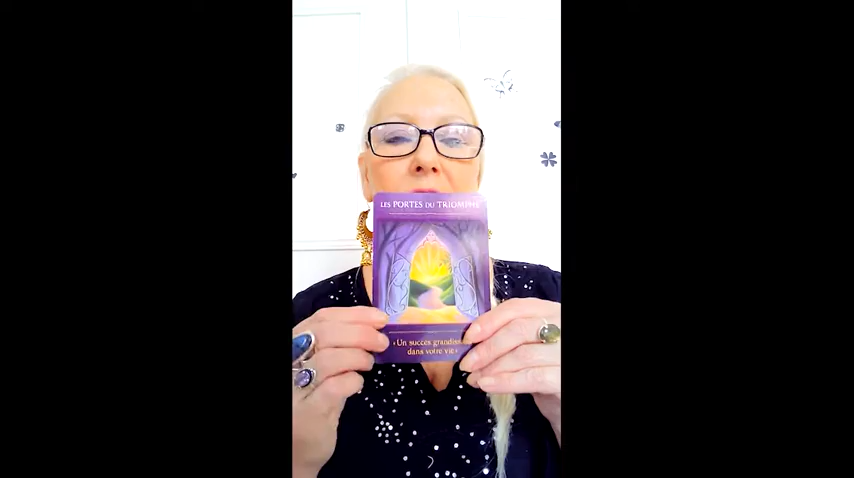 LES PORTES DU TRIOMPHE
«Un succès grandissant
dans votre vie»